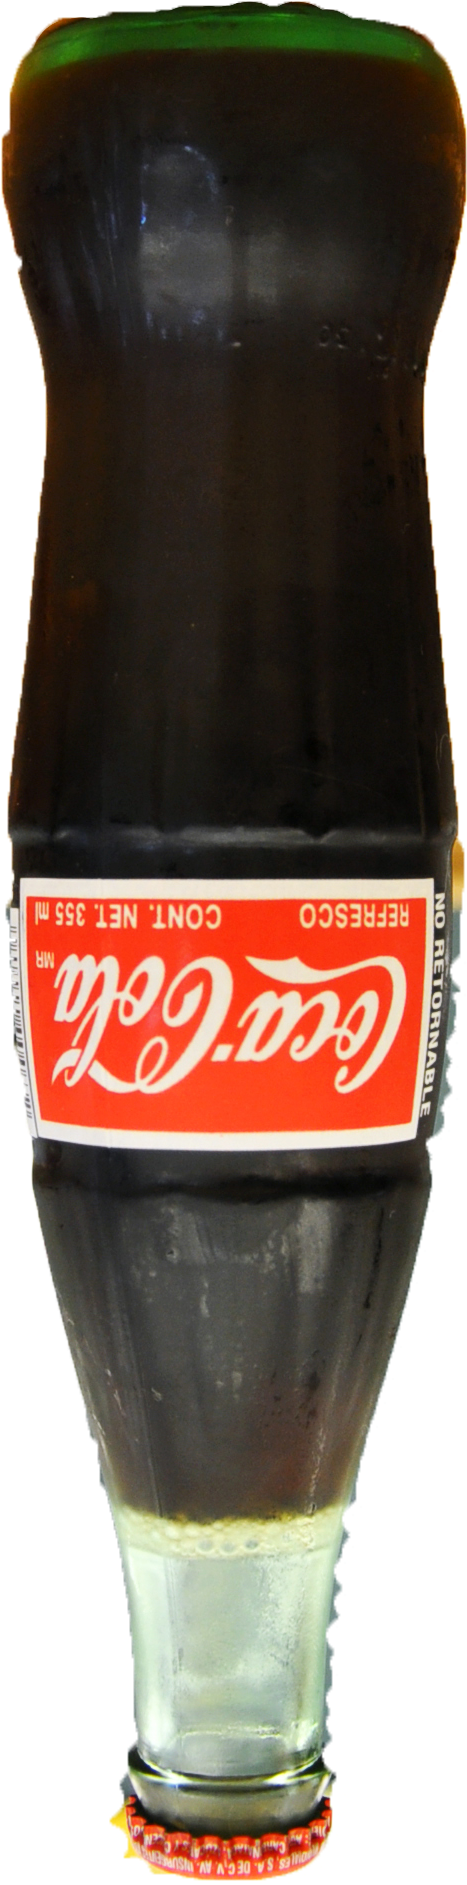 Coca-Cola
MR
REFRESCO CONT. NET. 355 ml
NO RETORNABLE